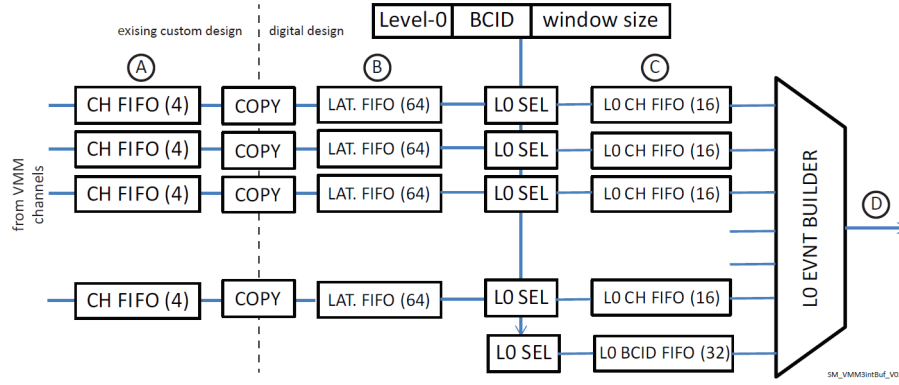 Level-0 BCID window size
exising custom design digital design
A B C
CH FIFO (4) COPY LAT. FIFO (64) L0 SEL L0 CH FIFO (16)
CH FIFO (4) COPY LAT. FIFO (64) L0 SEL L0 CH FIFO (16)
CH FIFO (4) COPY LAT. FIFO (64) L0 SEL L0 CH FIFO (16)
from VMM
channels
L0 EVNT BUILDER
D
CH FIFO (4) COPY LAT. FIFO (64) L0 SEL L0 CH FIFO (16)
L0 SEL L0 BCID FIFO (32)